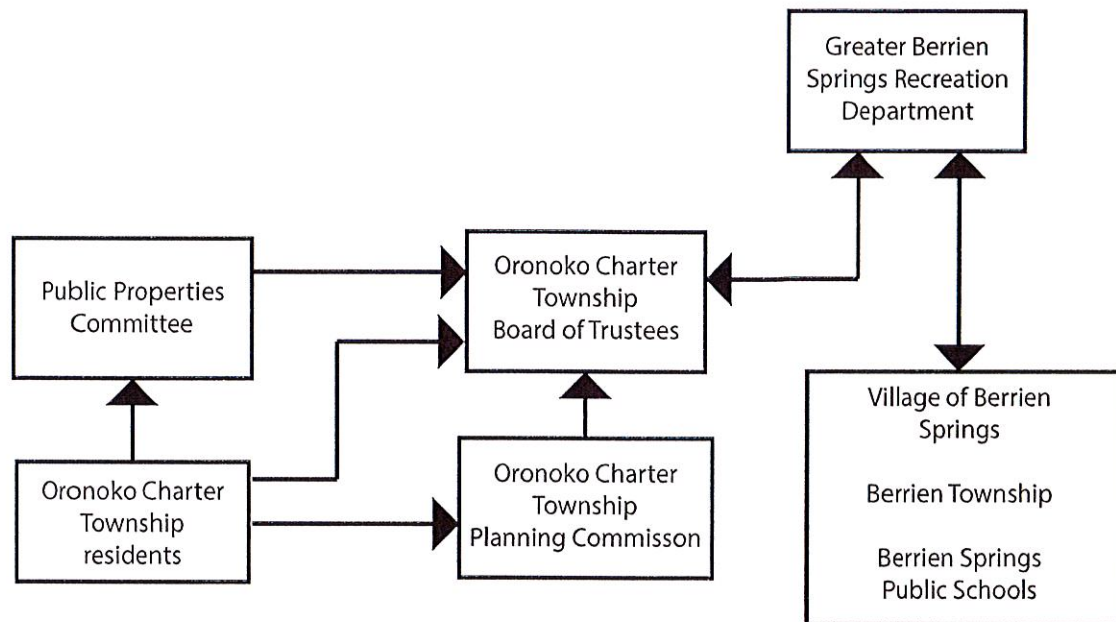 Greater Berrien
Springs Recreation
Department
Public Properties
Committee
Oronoko Charter
Township
Board of Trustees
Oronoko Charter
Township
residents
Oronoko Charter
Township
Planning Commisson
Village of Berrien
Springs
Berrien Township
Berrien Springs
Public Schools